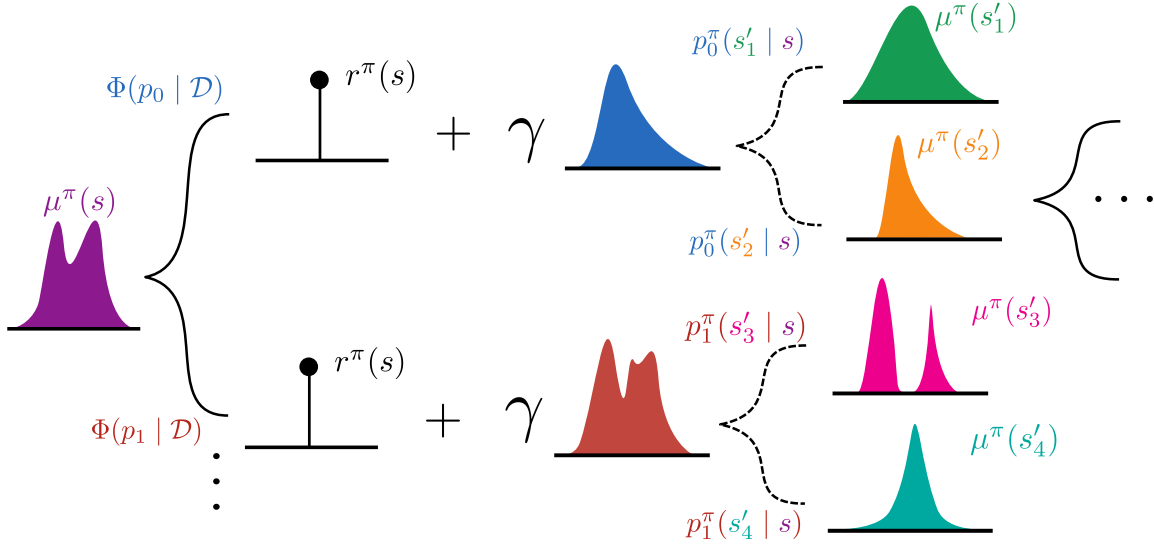 μ^π(s)
Φ(p_0 | 𝒟)
r^π(s)
+ γ
p_0^π(s′_1 | s)
μ^π(s′_1)
p_0^π(s′_2 | s)
μ^π(s′_2)
· · ·
Φ(p_1 | 𝒟)
r^π(s)
+ γ
p_1^π(s′_3 | s)
μ^π(s′_3)
p_1^π(s′_4 | s)
μ^π(s′_4)